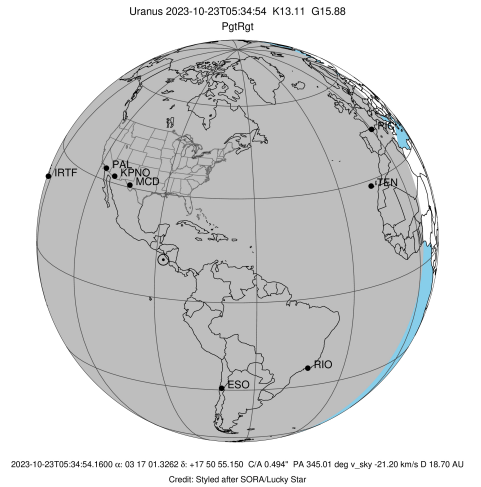 Uranus 2023-10-23T05:34:54 K13.11 G15.88
PgtRgt
PIC
PAL
IRTF
KPNO
MCD
TEN
RIO
ESO
2023-10-23T05:34:54.1600 α: 03 17 01.3262 δ: +17 50 55.150 C/A 0.494" PA 345.01 deg v_sky -21.20 km/s D 18.70 AU
Credit: Styled after SORA/Lucky Star